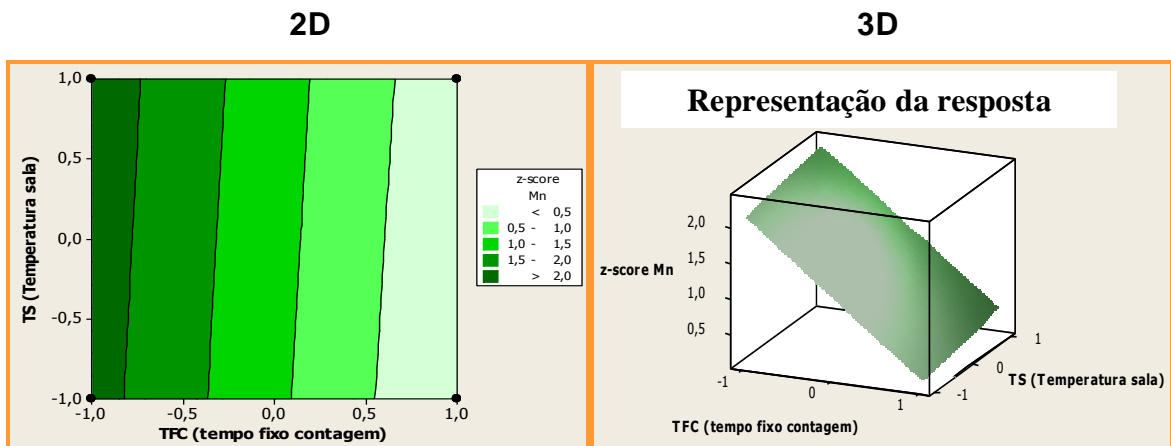 2D
3D
1,0
0,5
0,0
-0,5
-1,0
TS (Temperatura sala)
-1,0 -0,5 0,0 0,5 1,0
TFC (tempo fixo contagem)
z-score
Mn
< 0,5
0,5 - 1,0
1,0 - 1,5
1,5 - 2,0
> 2,0
Representação da resposta
2,0
1,5
z-score Mn
1,0
0,5
-1
0
1
TFC (tempo fixo contagem)
1
0
-1
TS (Temperatura sala)